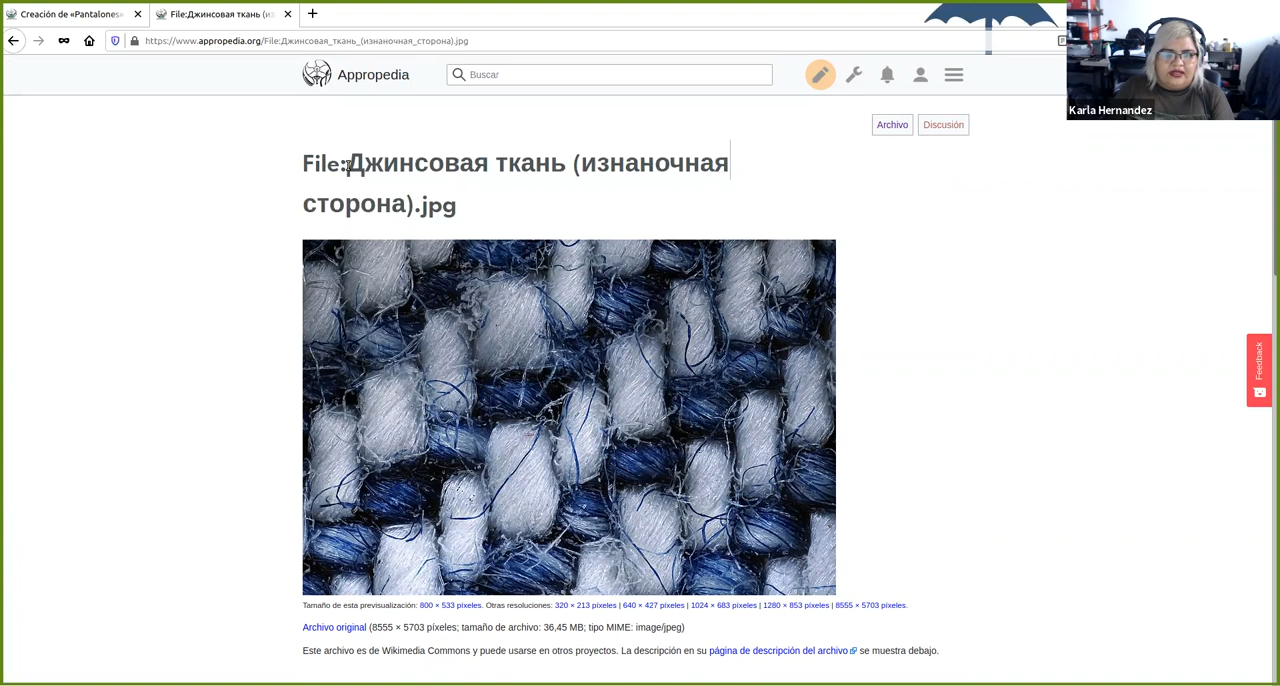 Creación de «Pantalones»
File:Джинсовая ткань (из
https://www.appropedia.org/File:Джинсовая_ткань_(изнаночная_сторона).jpg
Appropedia
Buscar
Karla Hernandez
Archivo
Discusión
File:Джинсовая ткань (изнаночная
сторона).jpg
Feedback
Tamaño de esta previsualización: 800 × 533 píxeles. Otras resoluciones: 320 × 213 píxeles | 640 × 427 píxeles | 1024 × 683 píxeles | 1280 × 853 píxeles | 8555 × 5703 píxeles.
Archivo original (8555 × 5703 píxeles; tamaño de archivo: 36,45 MB; tipo MIME: image/jpeg)
Este archivo es de Wikimedia Commons y puede usarse en otros proyectos. La descripción en su página de descripción del archivo se muestra debajo.